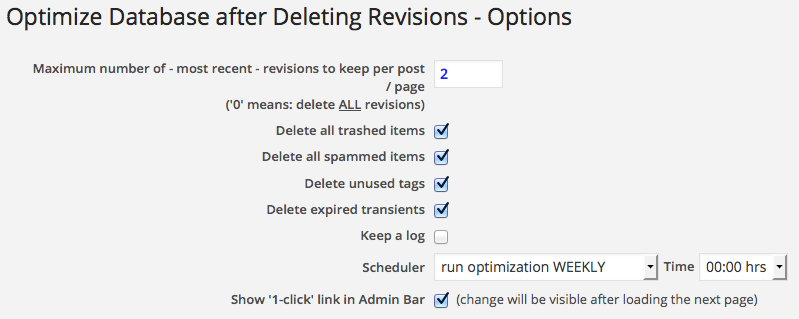 Optimize Database after Deleting Revisions - Options
Maximum number of - most recent - revisions to keep per post
/ page
('0' means: delete ALL revisions)
2
Delete all trashed items
Delete all spammed items
Delete unused tags
Delete expired transients
Keep a log
Scheduler run optimization WEEKLY Time 00:00 hrs
Show '1-click' link in Admin Bar (change will be visible after loading the next page)